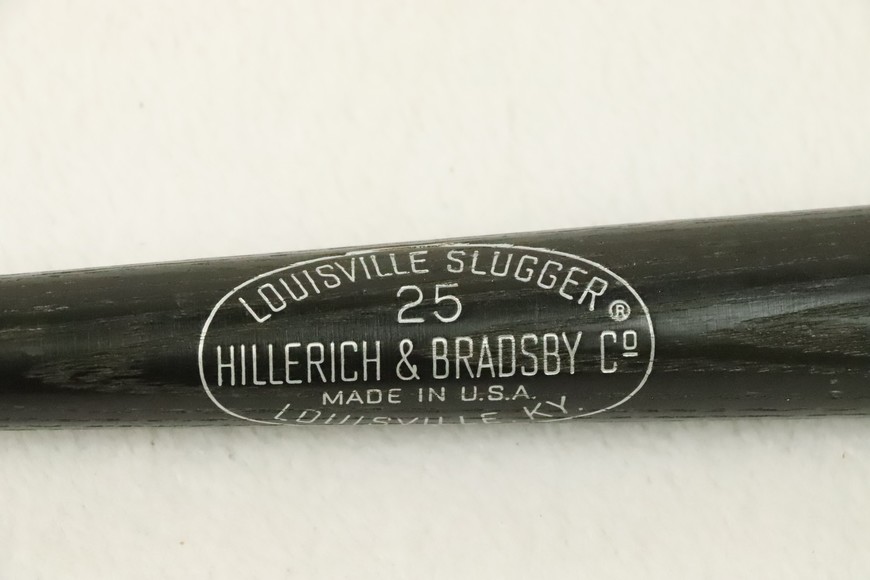 LOUISVILLE SLUGGER ®
25
HILLERICH & BRADSBY Cº
MADE IN U.S.A.
LOUISVILLE KY.